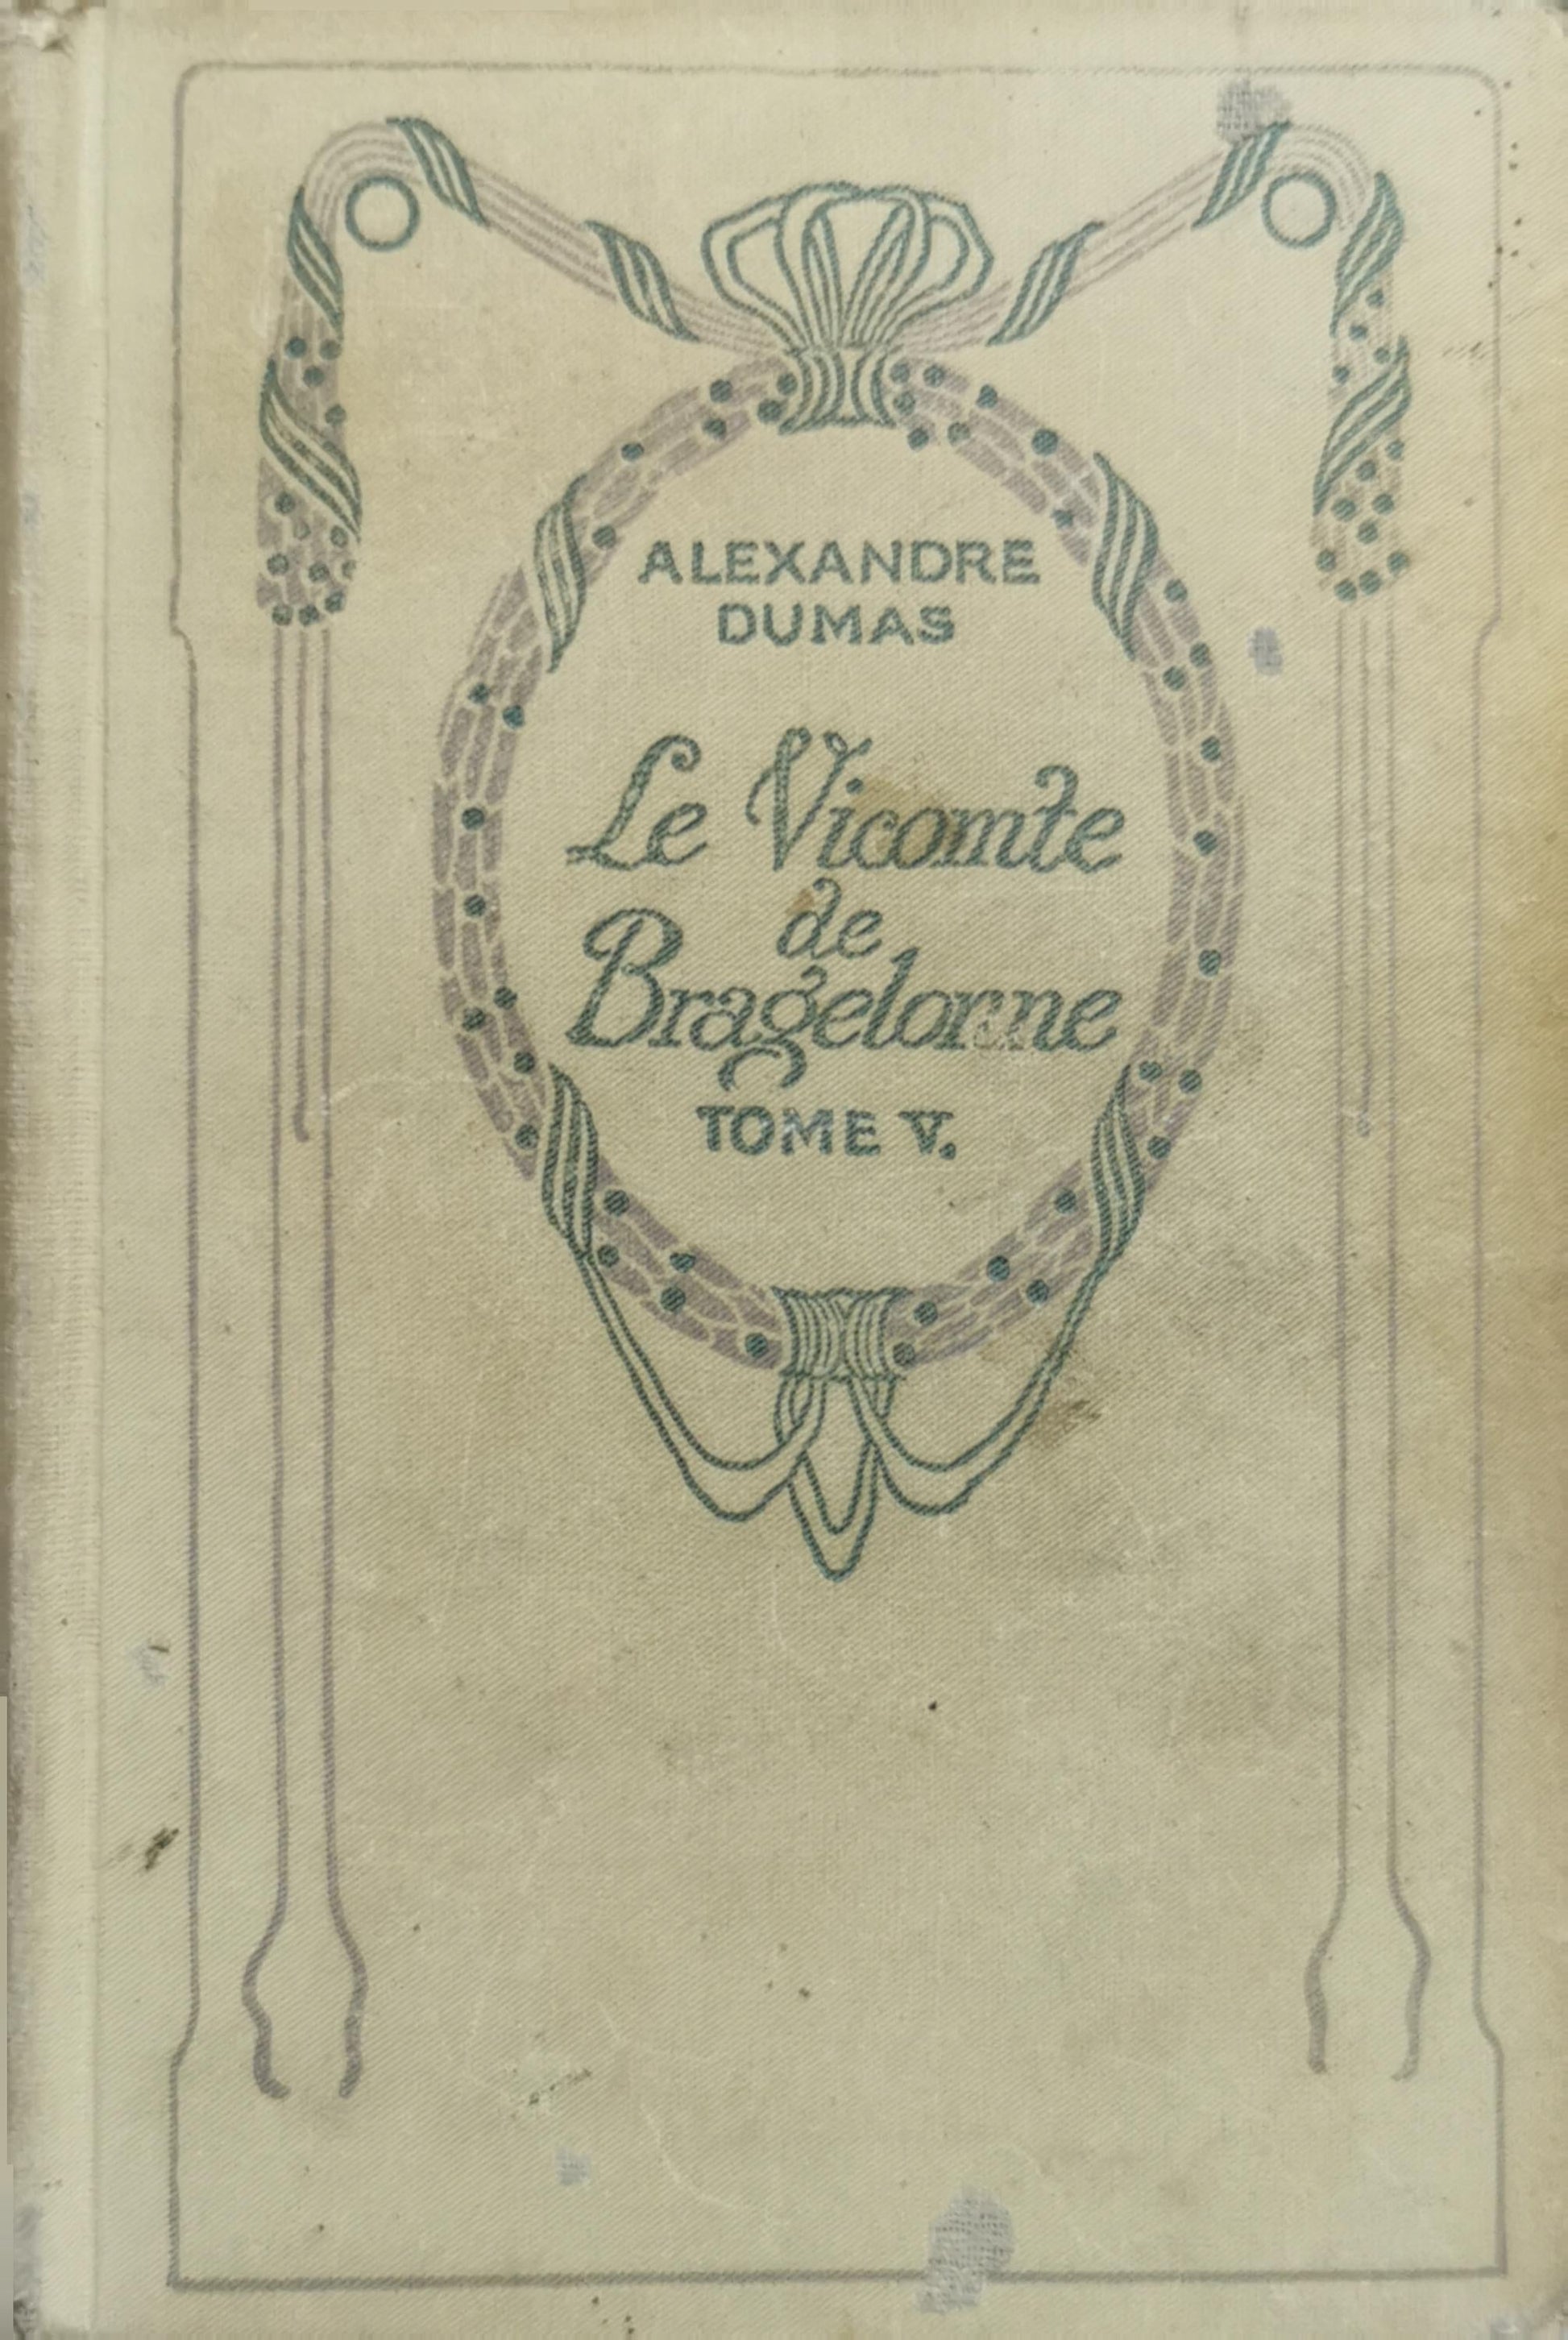 ALEXANDRE
DUMAS
Le Vicomte
de
Bragelonne
TOME V.